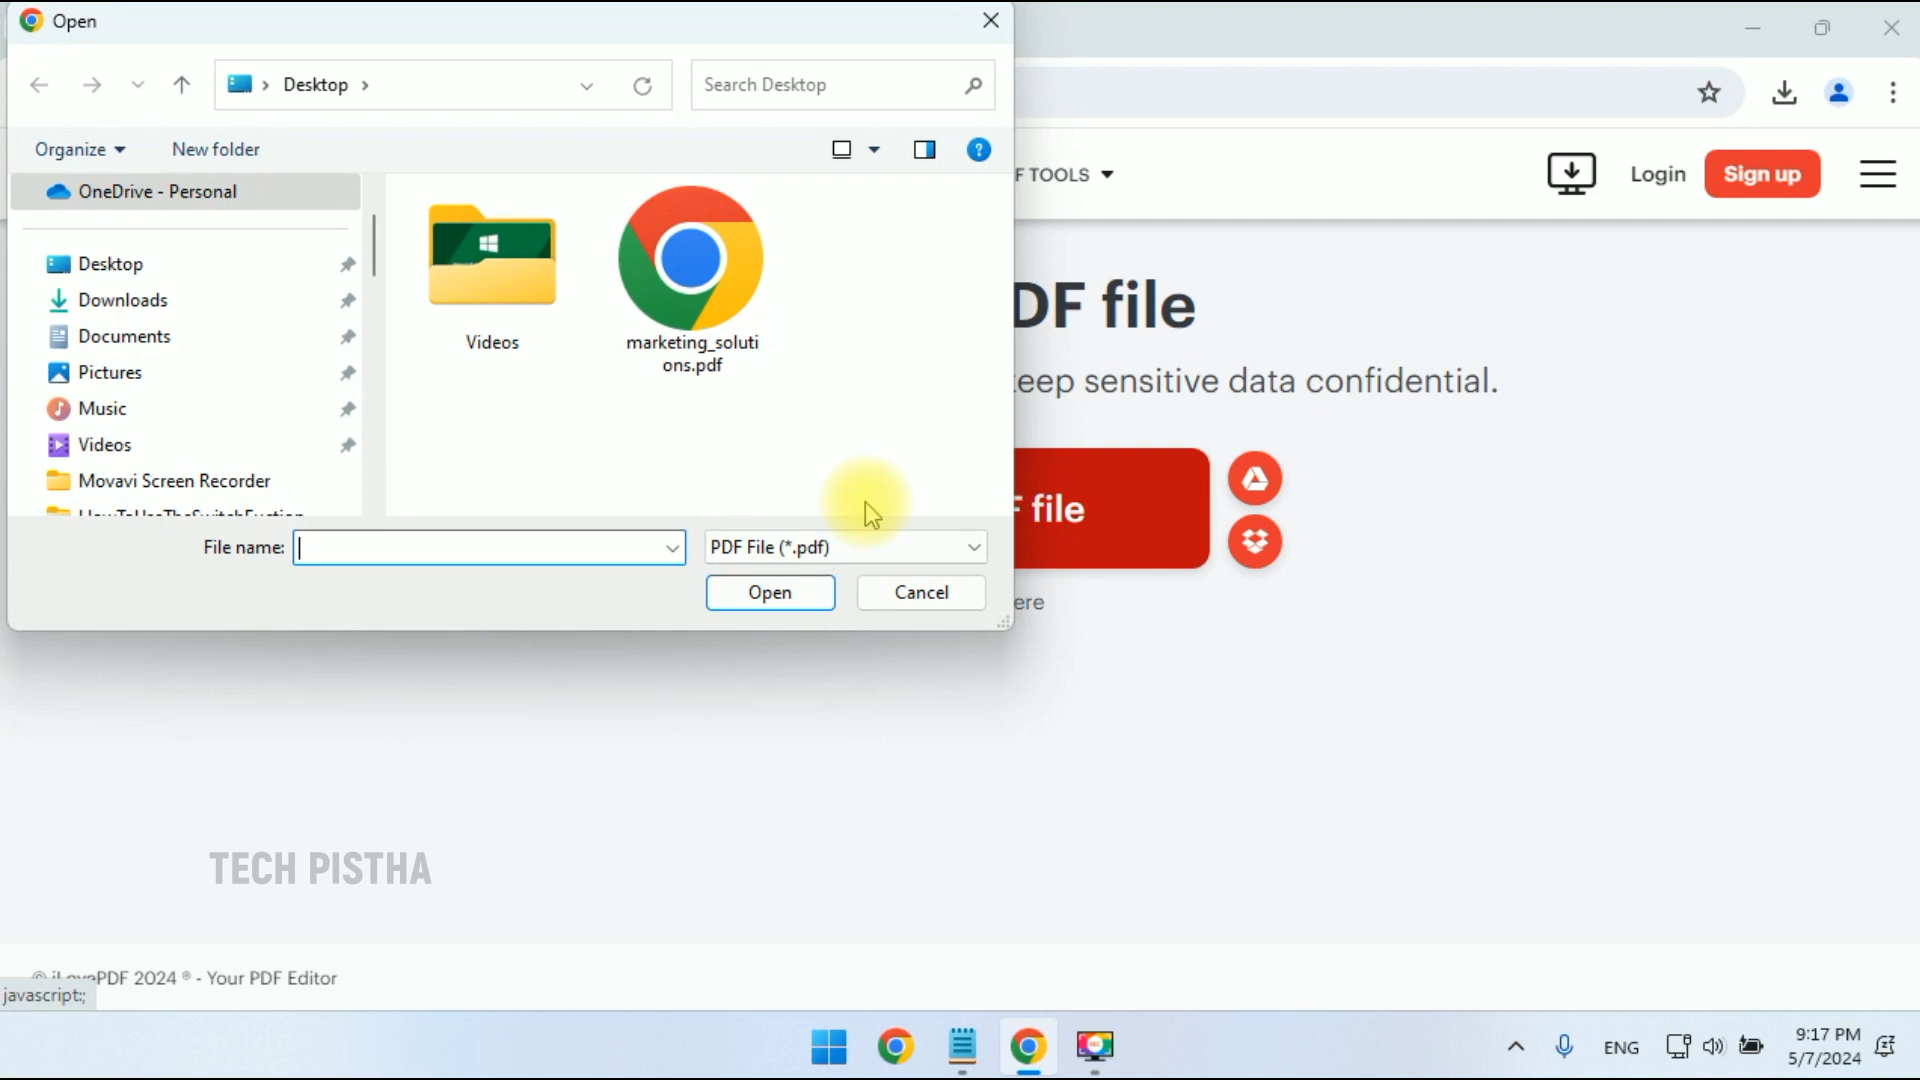 Open
Desktop
Search Desktop
Organize
New folder
?
OneDrive - Personal
Desktop
Downloads
Documents
Pictures
Music
Videos
Movavi Screen Recorder
Videos
marketing_soluti
ons.pdf
File name:
PDF File (*.pdf)
Open
Cancel
F TOOLS
Login
Sign up
DF file
keep sensitive data confidential.
F file
ere
TECH PISTHA
© iLovePDF 2024 ® - Your PDF Editor
javascript:;
ENG
9:17 PM
5/7/2024